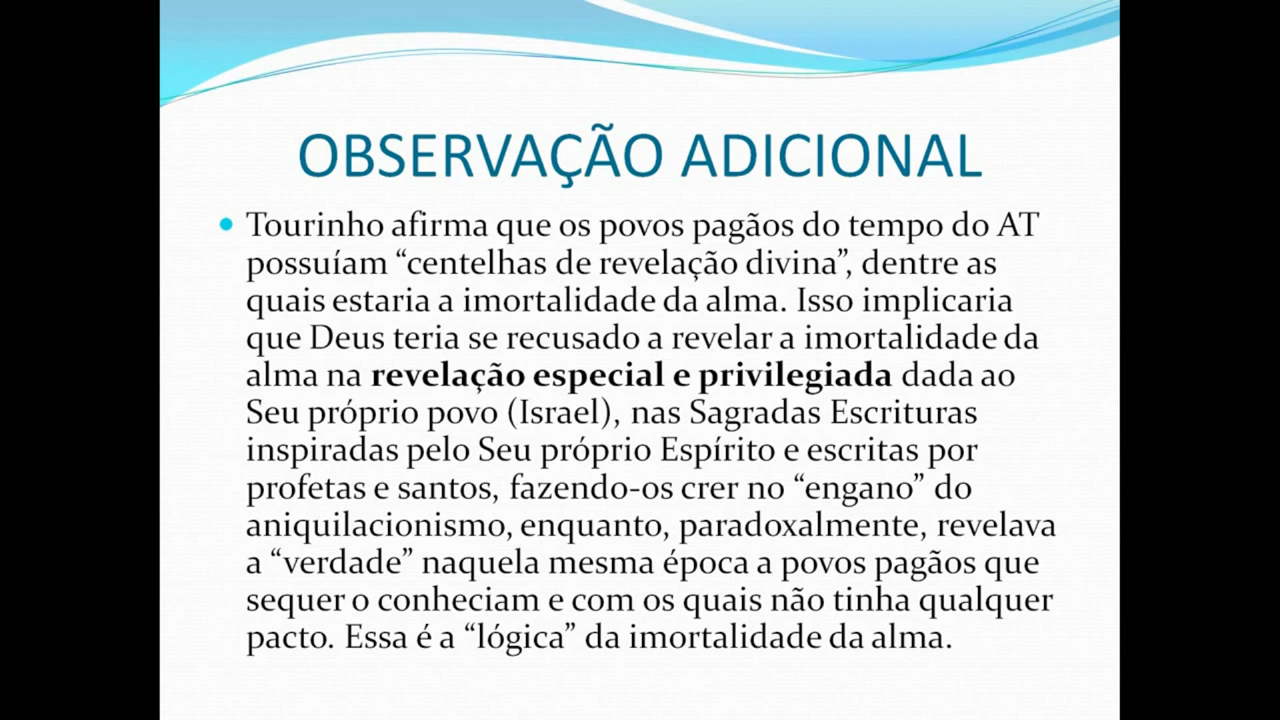 OBSERVAÇÃO ADICIONAL
• Tourinho afirma que os povos pagãos do tempo do AT
possuíam “centelhas de revelação divina”, dentre as
quais estaria a imortalidade da alma. Isso implicaria
que Deus teria se recusado a revelar a imortalidade da
alma na revelação especial e privilegiada dada ao
Seu próprio povo (Israel), nas Sagradas Escrituras
inspiradas pelo Seu próprio Espírito e escritas por
profetas e santos, fazendo-os crer no “engano” do
aniquilacionismo, enquanto, paradoxalmente, revelava
a “verdade” naquela mesma época a povos pagãos que
sequer o conheciam e com os quais não tinha qualquer
pacto. Essa é a “lógica” da imortalidade da alma.